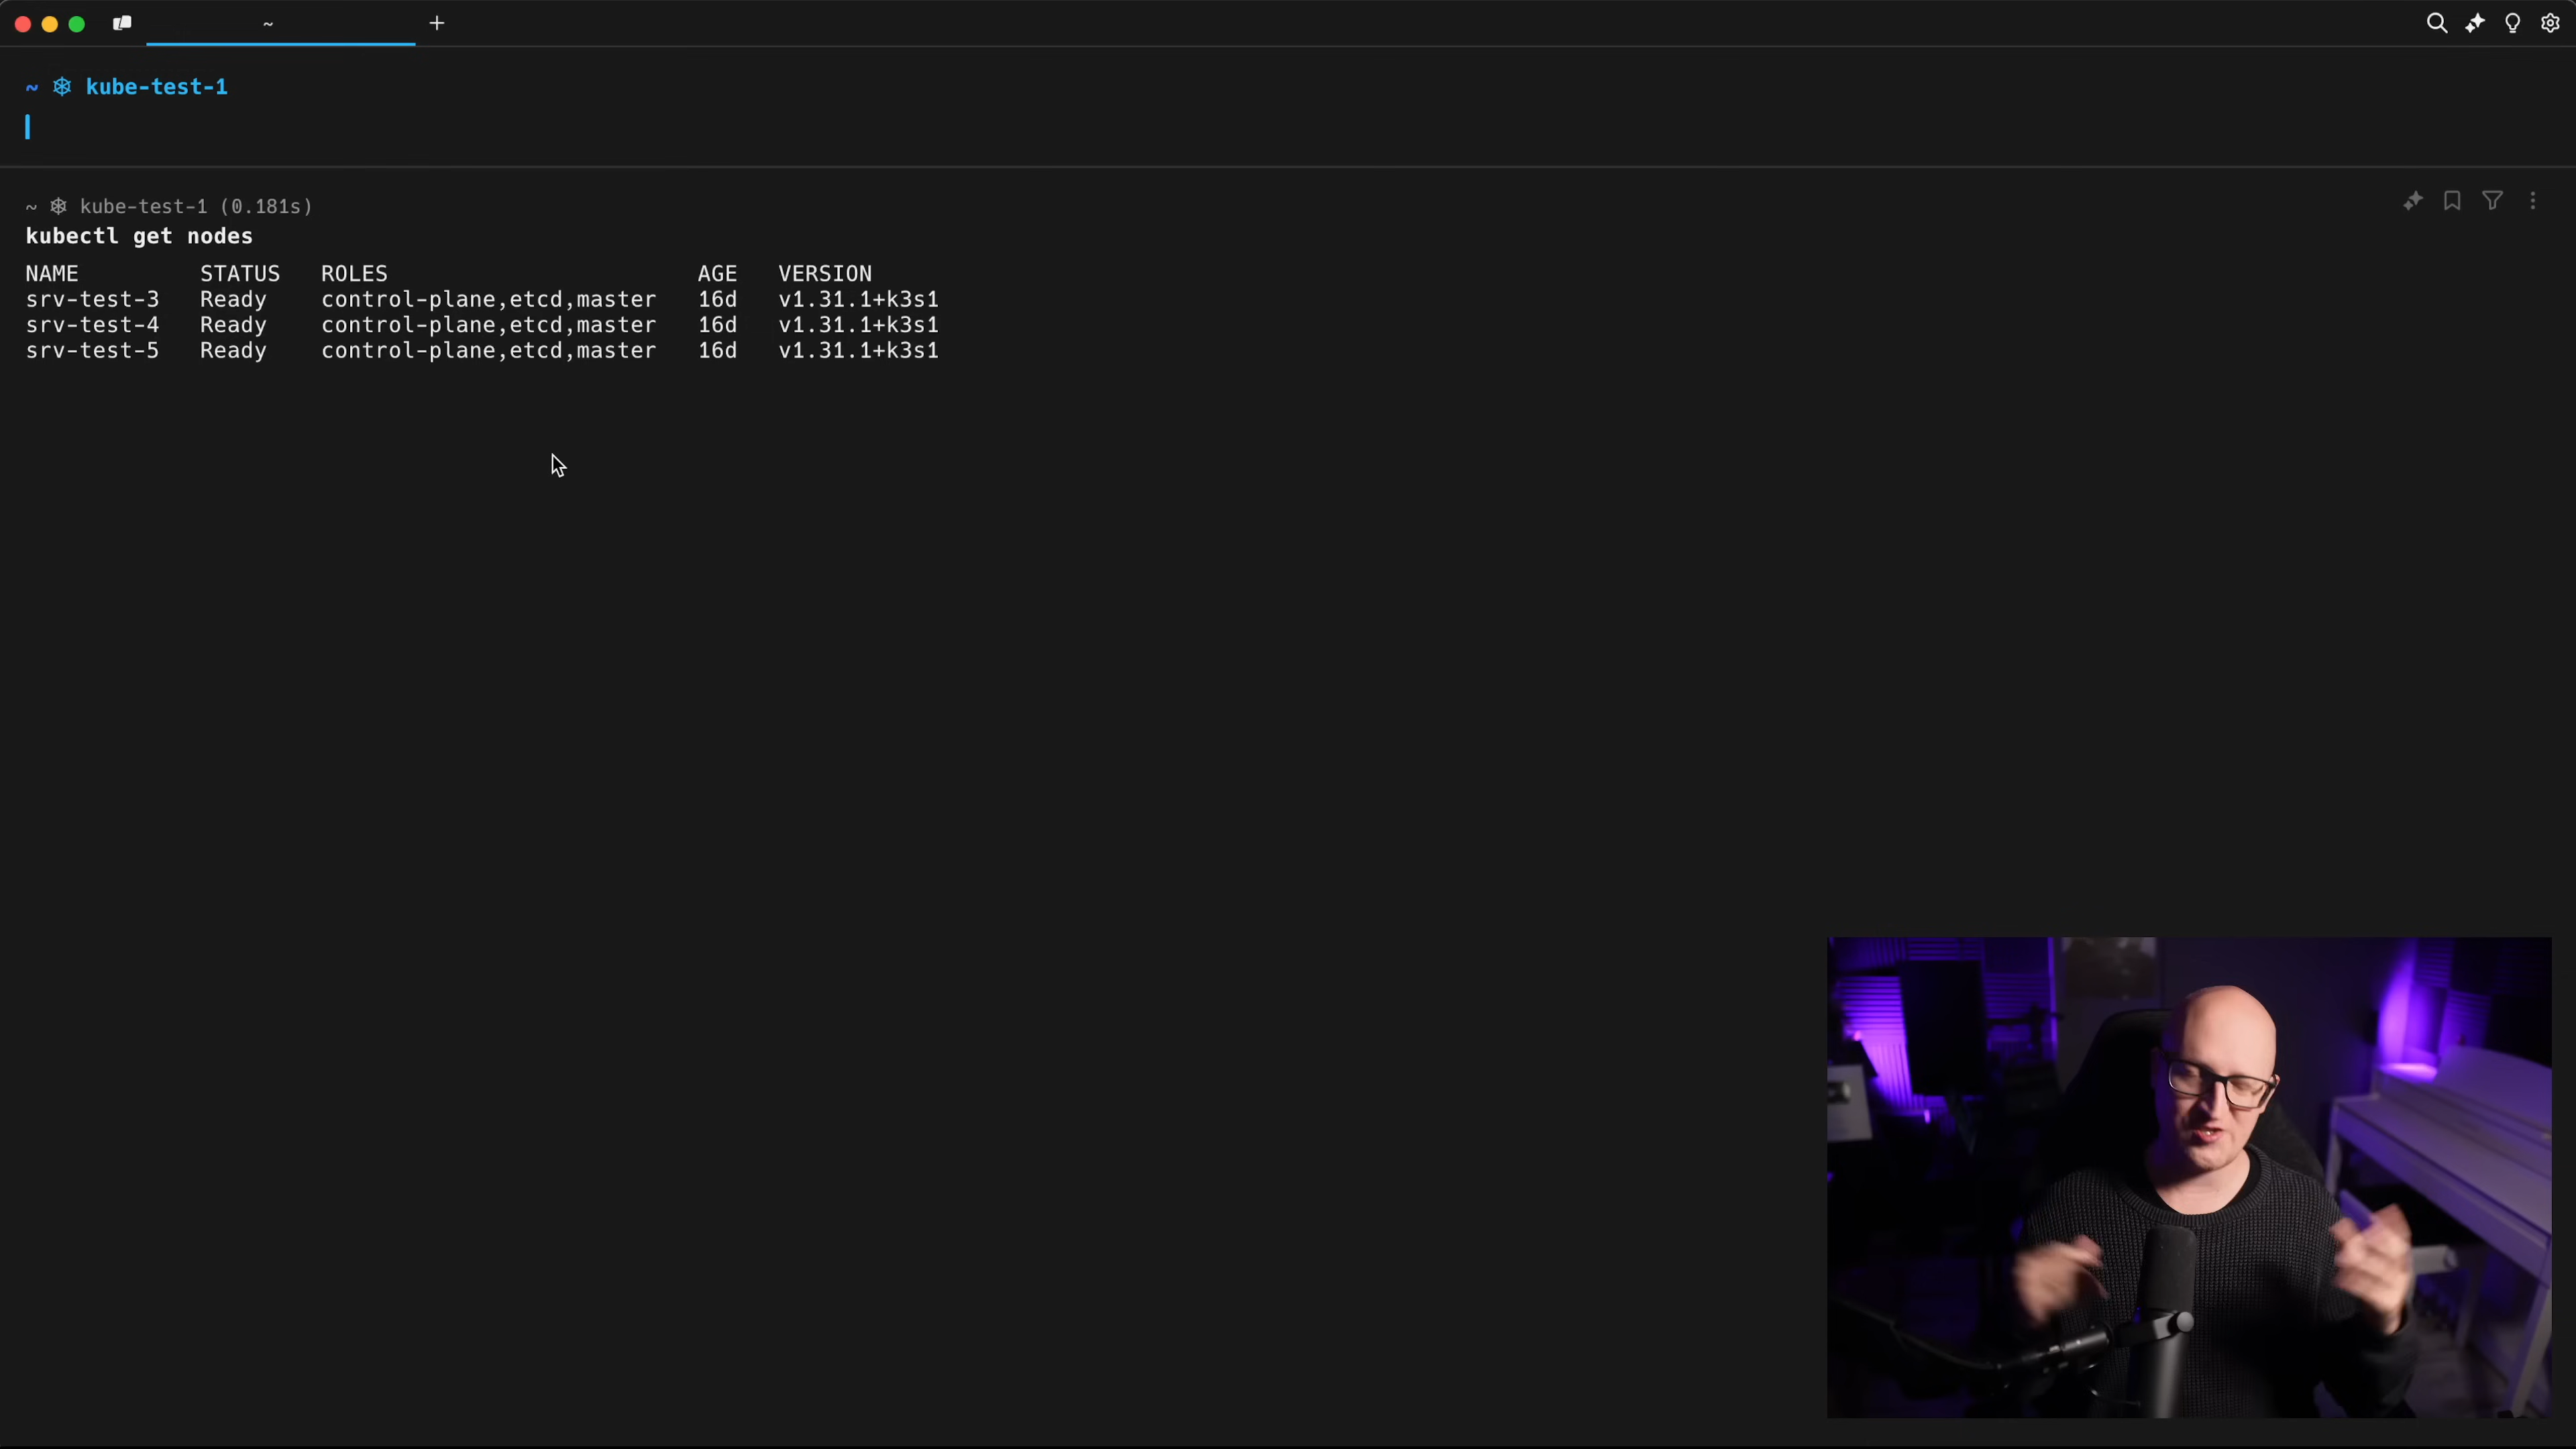 ~
~ ☸ kube-test-1
~ ☸ kube-test-1 (0.181s)
kubectl get nodes
NAME STATUS ROLES AGE VERSION
srv-test-3 Ready control-plane,etcd,master 16d v1.31.1+k3s1
srv-test-4 Ready control-plane,etcd,master 16d v1.31.1+k3s1
srv-test-5 Ready control-plane,etcd,master 16d v1.31.1+k3s1